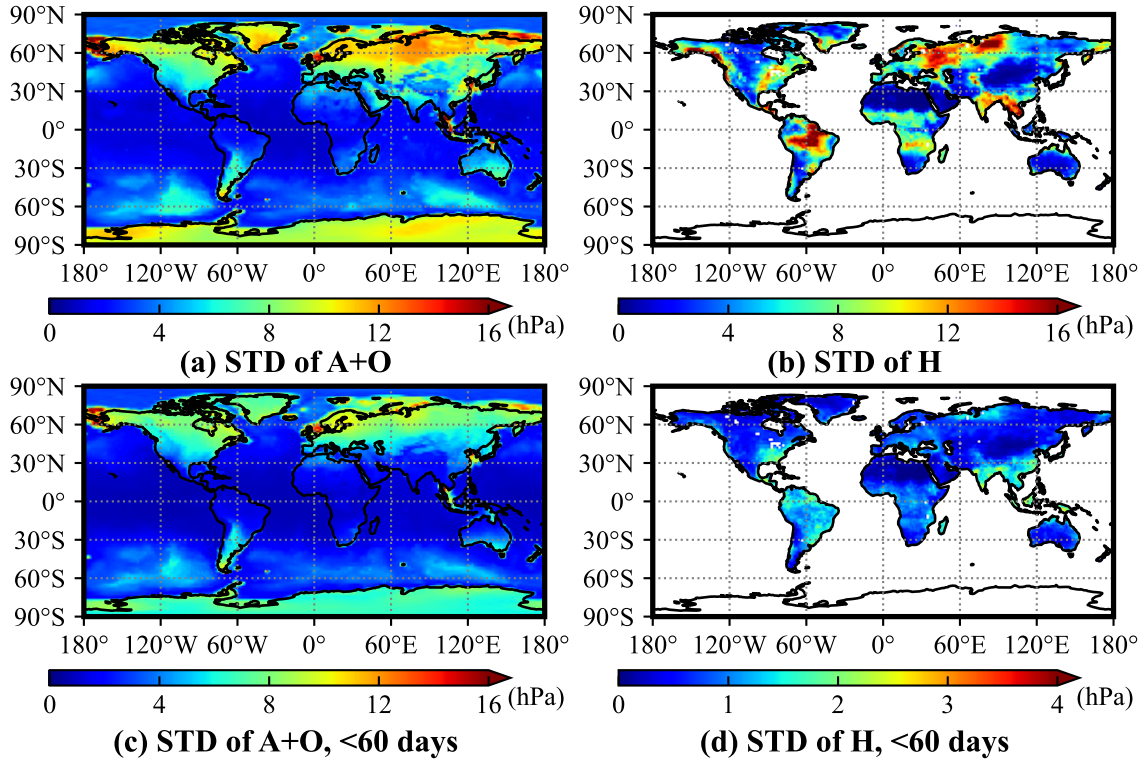 90°N
60°N
30°N
0°
30°S
60°S
90°S
180° 120°W 60°W 0° 60°E 120°E 180°
0 4 8 12 16 (hPa)
(a) STD of A+O
90°N
60°N
30°N
0°
30°S
60°S
90°S
180° 120°W 60°W 0° 60°E 120°E 180°
0 4 8 12 16 (hPa)
(b) STD of H
90°N
60°N
30°N
0°
30°S
60°S
90°S
180° 120°W 60°W 0° 60°E 120°E 180°
0 4 8 12 16 (hPa)
(c) STD of A+O, <60 days
90°N
60°N
30°N
0°
30°S
60°S
90°S
180° 120°W 60°W 0° 60°E 120°E 180°
0 1 2 3 4 (hPa)
(d) STD of H, <60 days